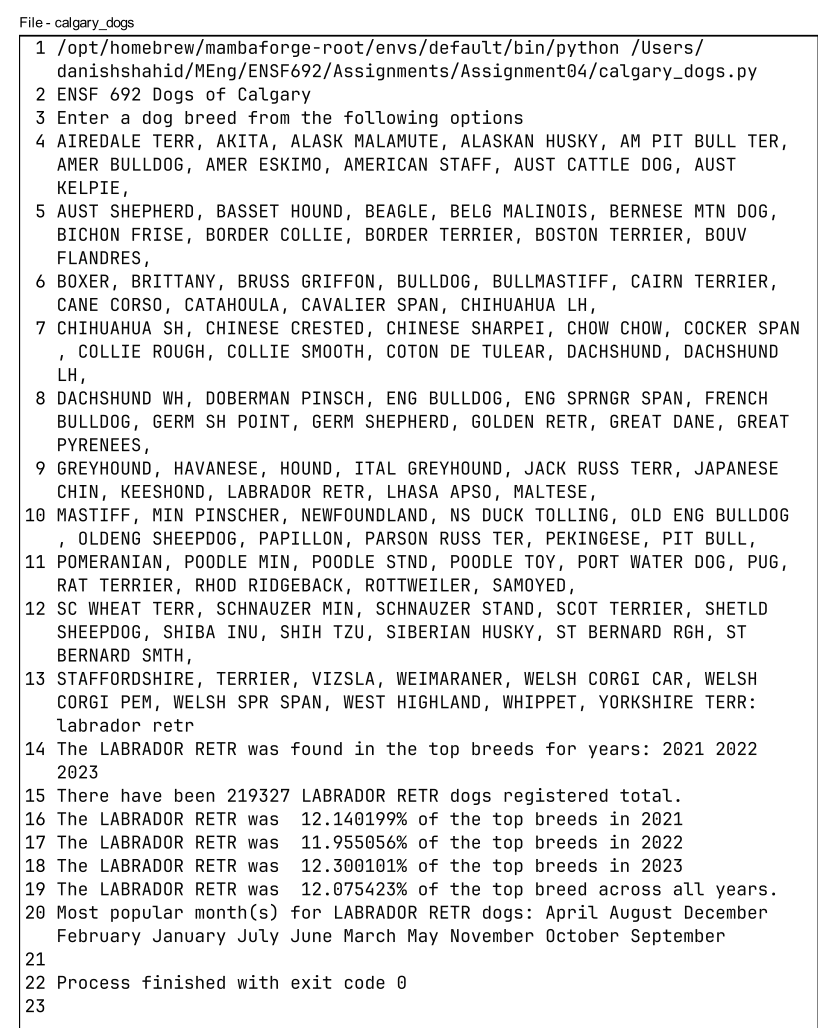 File - calgary_dogs
1 /opt/homebrew/mambaforge-root/envs/default/bin/python /Users/
danishshahid/MEng/ENSF692/Assignments/Assignment04/calgary_dogs.py
2 ENSF 692 Dogs of Calgary
3 Enter a dog breed from the following options
4 AIREDALE TERR, AKITA, ALASK MALAMUTE, ALASKAN HUSKY, AM PIT BULL TER,
AMER BULLDOG, AMER ESKIMO, AMERICAN STAFF, AUST CATTLE DOG, AUST
KELPIE,
5 AUST SHEPHERD, BASSET HOUND, BEAGLE, BELG MALINOIS, BERNESE MTN DOG,
BICHON FRISE, BORDER COLLIE, BORDER TERRIER, BOSTON TERRIER, BOUV
FLANDRES,
6 BOXER, BRITTANY, BRUSS GRIFFON, BULLDOG, BULLMASTIFF, CAIRN TERRIER,
CANE CORSO, CATAHOULA, CAVALIER SPAN, CHIHUAHUA LH,
7 CHIHUAHUA SH, CHINESE CRESTED, CHINESE SHARPEI, CHOW CHOW, COCKER SPAN
, COLLIE ROUGH, COLLIE SMOOTH, COTON DE TULEAR, DACHSHUND, DACHSHUND
LH,
8 DACHSHUND WH, DOBERMAN PINSCH, ENG BULLDOG, ENG SPRNGR SPAN, FRENCH
BULLDOG, GERM SH POINT, GERM SHEPHERD, GOLDEN RETR, GREAT DANE, GREAT
PYRENEES,
9 GREYHOUND, HAVANESE, HOUND, ITAL GREYHOUND, JACK RUSS TERR, JAPANESE
CHIN, KEESHOND, LABRADOR RETR, LHASA APSO, MALTESE,
10 MASTIFF, MIN PINSCHER, NEWFOUNDLAND, NS DUCK TOLLING, OLD ENG BULLDOG
, OLDENG SHEEPDOG, PAPILLON, PARSON RUSS TER, PEKINGESE, PIT BULL,
11 POMERANIAN, POODLE MIN, POODLE STND, POODLE TOY, PORT WATER DOG, PUG,
RAT TERRIER, RHOD RIDGEBACK, ROTTWEILER, SAMOYED,
12 SC WHEAT TERR, SCHNAUZER MIN, SCHNAUZER STAND, SCOT TERRIER, SHETLD
SHEEPDOG, SHIBA INU, SHIH TZU, SIBERIAN HUSKY, ST BERNARD RGH, ST
BERNARD SMTH,
13 STAFFORDSHIRE, TERRIER, VIZSLA, WEIMARANER, WELSH CORGI CAR, WELSH
CORGI PEM, WELSH SPR SPAN, WEST HIGHLAND, WHIPPET, YORKSHIRE TERR:
labrador retr
14 The LABRADOR RETR was found in the top breeds for years: 2021 2022
2023
15 There have been 219327 LABRADOR RETR dogs registered total.
16 The LABRADOR RETR was  12.140199% of the top breeds in 2021
17 The LABRADOR RETR was  11.955056% of the top breeds in 2022
18 The LABRADOR RETR was  12.300101% of the top breeds in 2023
19 The LABRADOR RETR was  12.075423% of the top breed across all years.
20 Most popular month(s) for LABRADOR RETR dogs: April August December
February January July June March May November October September
21
22 Process finished with exit code 0
23